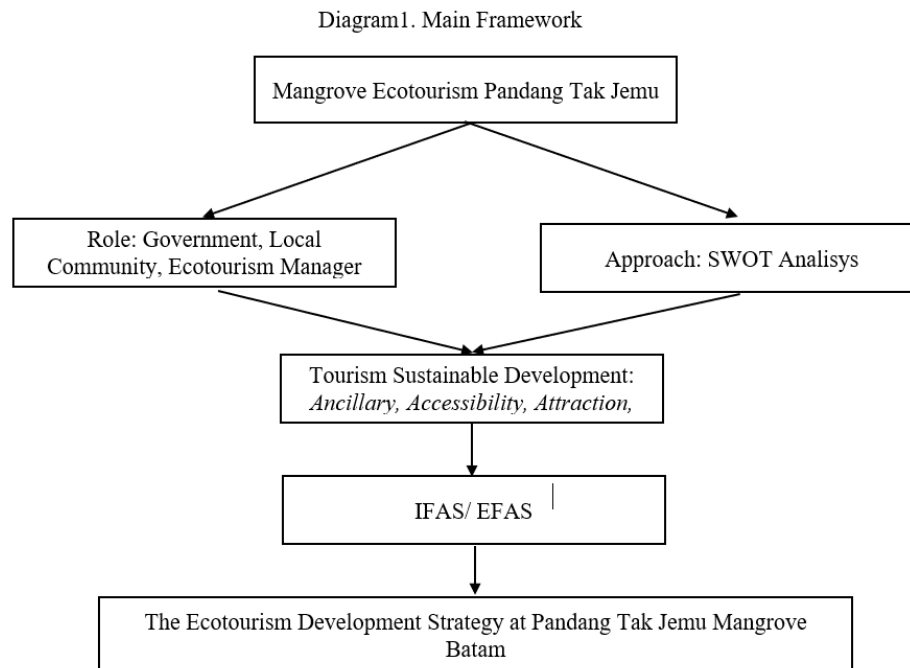 Diagram1. Main Framework
Mangrove Ecotourism Pandang Tak Jemu
Role: Government, Local
Community, Ecotourism Manager
Approach: SWOT Analisys
Tourism Sustainable Development:
Ancillary, Accessibility, Attraction,
IFAS/ EFAS
The Ecotourism Development Strategy at Pandang Tak Jemu Mangrove
Batam